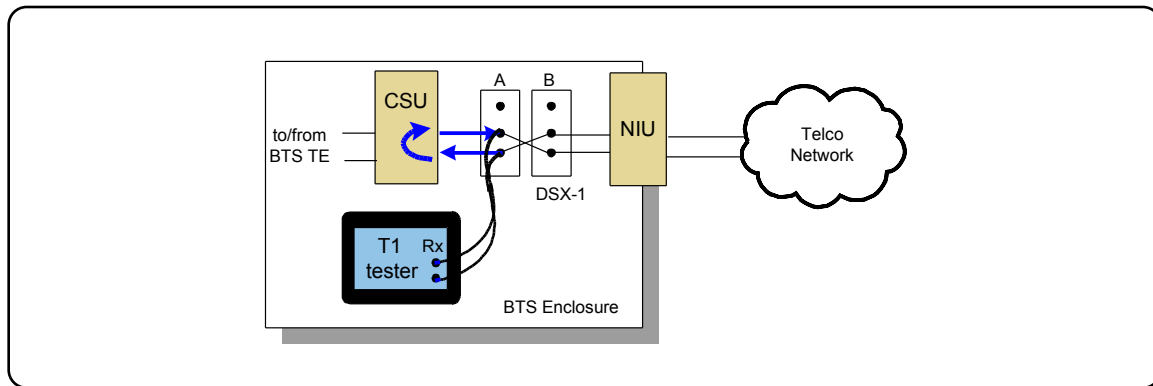 A B
CSU
NIU
to/from
BTS TE
Telco
Network
DSX-1
T1 Rx
tester
BTS Enclosure